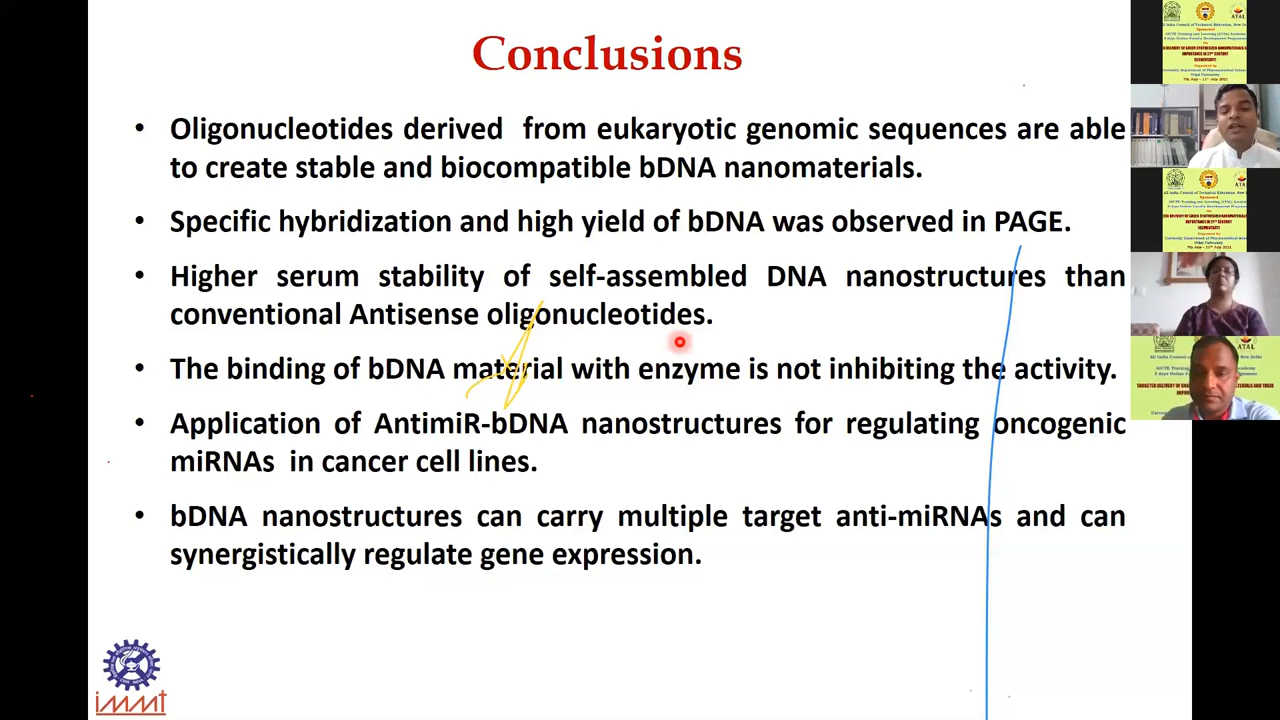 Conclusions
• Oligonucleotides derived from eukaryotic genomic sequences are able
to create stable and biocompatible bDNA nanomaterials.
• Specific hybridization and high yield of bDNA was observed in PAGE.
• Higher serum stability of self-assembled DNA nanostructures than
conventional Antisense oligonucleotides.
• The binding of bDNA material with enzyme is not inhibiting the activity.
• Application of AntimiR-bDNA nanostructures for regulating oncogenic
miRNAs in cancer cell lines.
• bDNA nanostructures can carry multiple target anti-miRNAs and can
synergistically regulate gene expression.
immt
ATAL
ATAL
ATAL